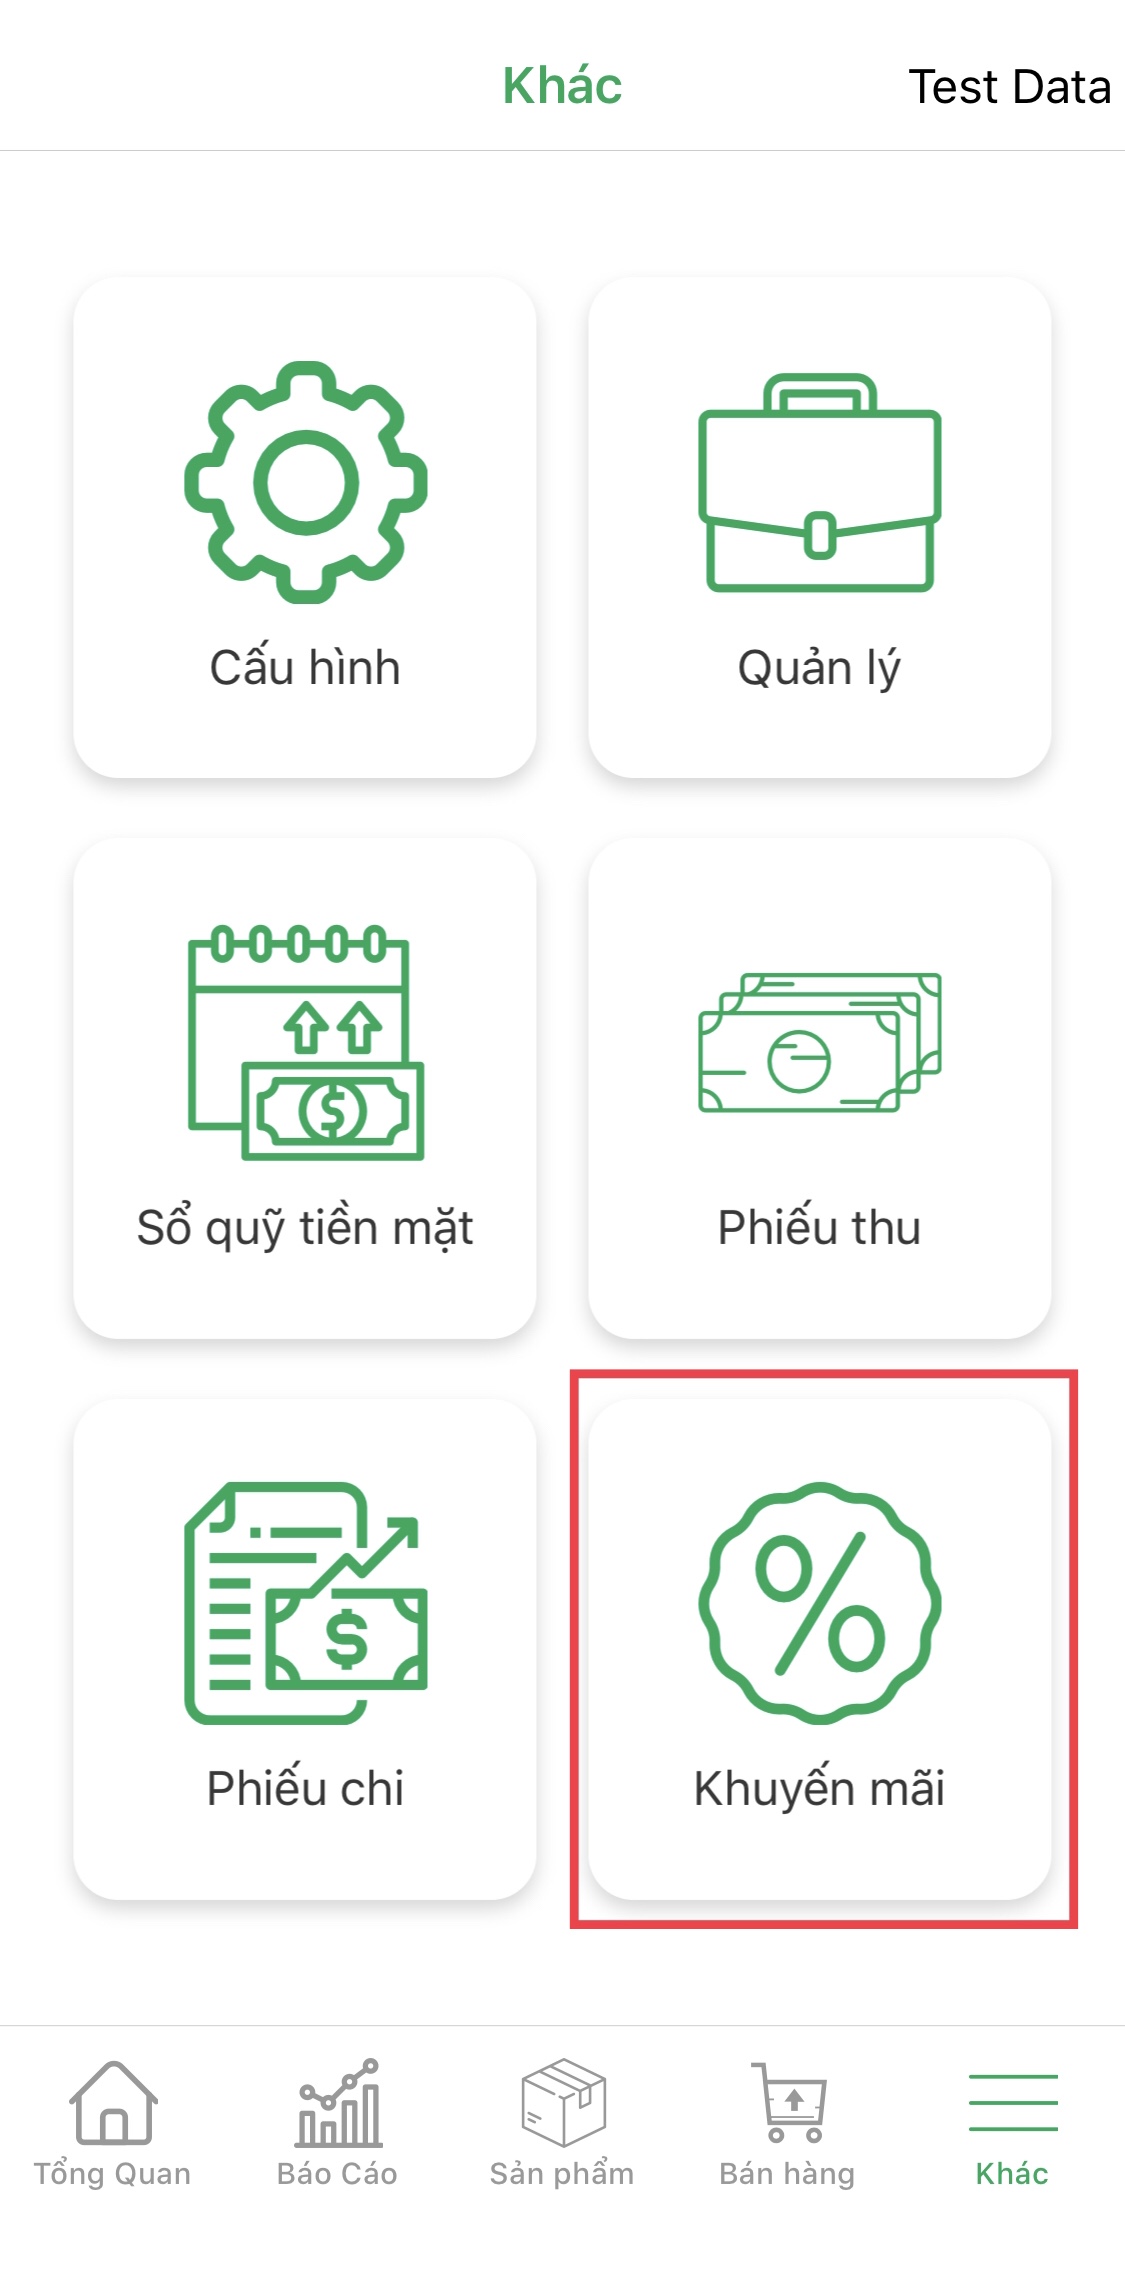 Khác
Test Data
Cấu hình
Quản lý
Sổ quỹ tiền mặt
Phiếu thu
Phiếu chi
Khuyến mãi
Tổng Quan
Báo Cáo
Sản phẩm
Bán hàng
Khác